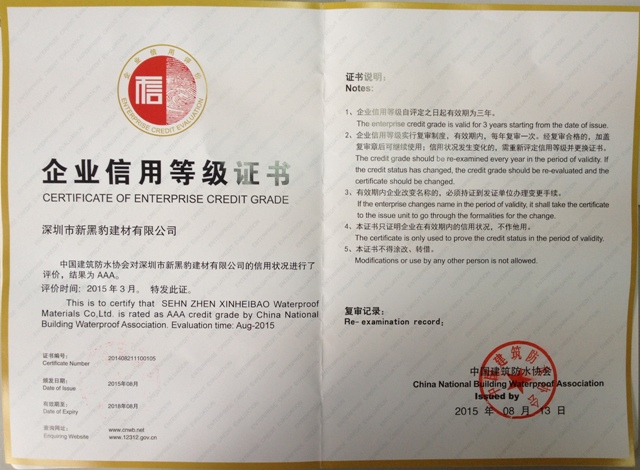 企业信用评价
信
ENTERPRISE CREDIT EVALUATION
企业信用等级证书
CERTIFICATE OF ENTERPRISE CREDIT GRADE
深圳市新黑豹建材有限公司
中国建筑防水协会对深圳市新黑豹建材有限公司的信用状况进行了
评价，结果为 AAA。
评价时间：2015 年 3 月。 特发此证。
This is to certify that SEHN ZHEN XINHEIBAO Waterproof
Materials Co,Ltd. is rated as AAA credit grade by China National
Building Waterproof Association. Evaluation time: Aug-2015
证书编号：
Certificate Number 201408211100105
颁发日期：
Date of Issue 2015年08月
有效期至：
Date of Expiry 2018年08月
查询网址： www.cnwb.net
Enquiring Website www.12312.gov.cn
证书说明：
Notes:
1、企业信用等级自评定之日起有效期为三年。
The enterprise credit grade is valid for 3 years starting from the date of issue.
2、企业信用等级实行复审制度，有效期内，每年复审一次。经复审合格的，加盖
复审章后可继续使用；信用状况发生变化的，需重新评定信用等级并更换证书。
The credit grade should be re-examined every year in the period of validity. If
the credit status has changed, the credit grade should be re-evaluated and the
certificate should be changed.
3、有效期内企业改变名称的，必须持证到发证单位办理变更手续。
If the enterprise changes name in the period of validity, it shall take the certificate
to the issue unit to go through the formalities for the change.
4、本证书只证明企业在有效期内的信用状况，不作他用。
The certificate is only used to prove the credit status in the period of validity.
5、本证书不得涂改、转借。
Modifications or use by any other person is not allowed.
复审记录：
Re-examination record:
中国建筑防水协会
China National Building Waterproof Association
Issued by
2015 年 08 月 13 日
中国建筑防水协会